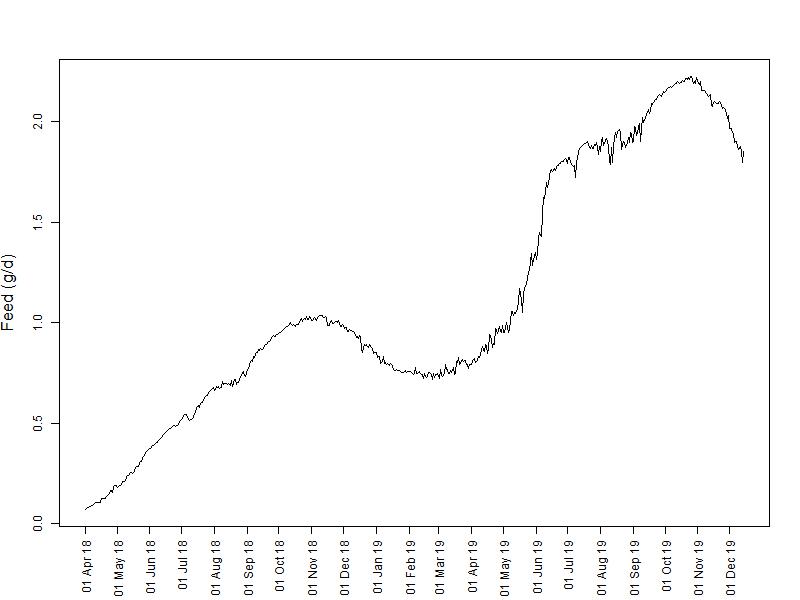 Feed (g/d)
2.0
1.5
1.0
0.5
0.0
01 Apr 18
01 May 18
01 Jun 18
01 Jul 18
01 Aug 18
01 Sep 18
01 Oct 18
01 Nov 18
01 Dec 18
01 Jan 19
01 Feb 19
01 Mar 19
01 Apr 19
01 May 19
01 Jun 19
01 Jul 19
01 Aug 19
01 Sep 19
01 Oct 19
01 Nov 19
01 Dec 19